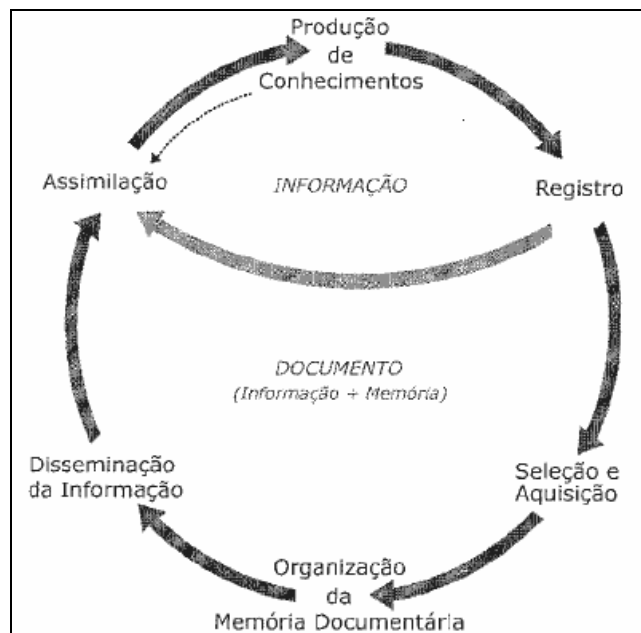 Produção
de
Conhecimentos
Assimilação
INFORMAÇÃO
Registro
DOCUMENTO
(Informação + Memória)
Disseminação
da Informação
Seleção e
Aquisição
Organização
da
Memória Documentária